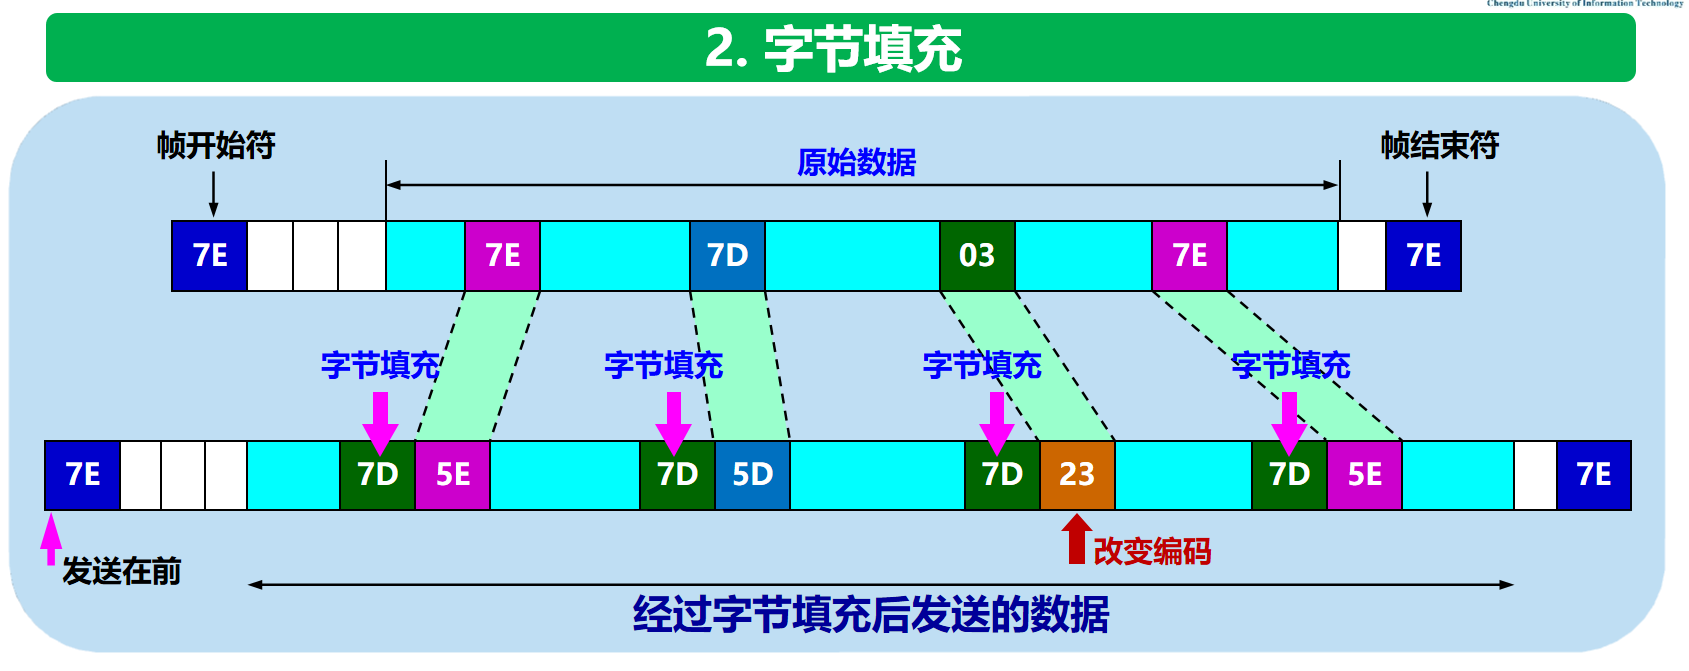 Chengdu University of Information Technology
2. 字节填充
帧开始符
原始数据
帧结束符
7E 7E 7D 03 7E 7E
字节填充 字节填充 字节填充 字节填充
7E 7D 5E 7D 5D 7D 23 7D 5E 7E
发送在前
改变编码
经过字节填充后发送的数据